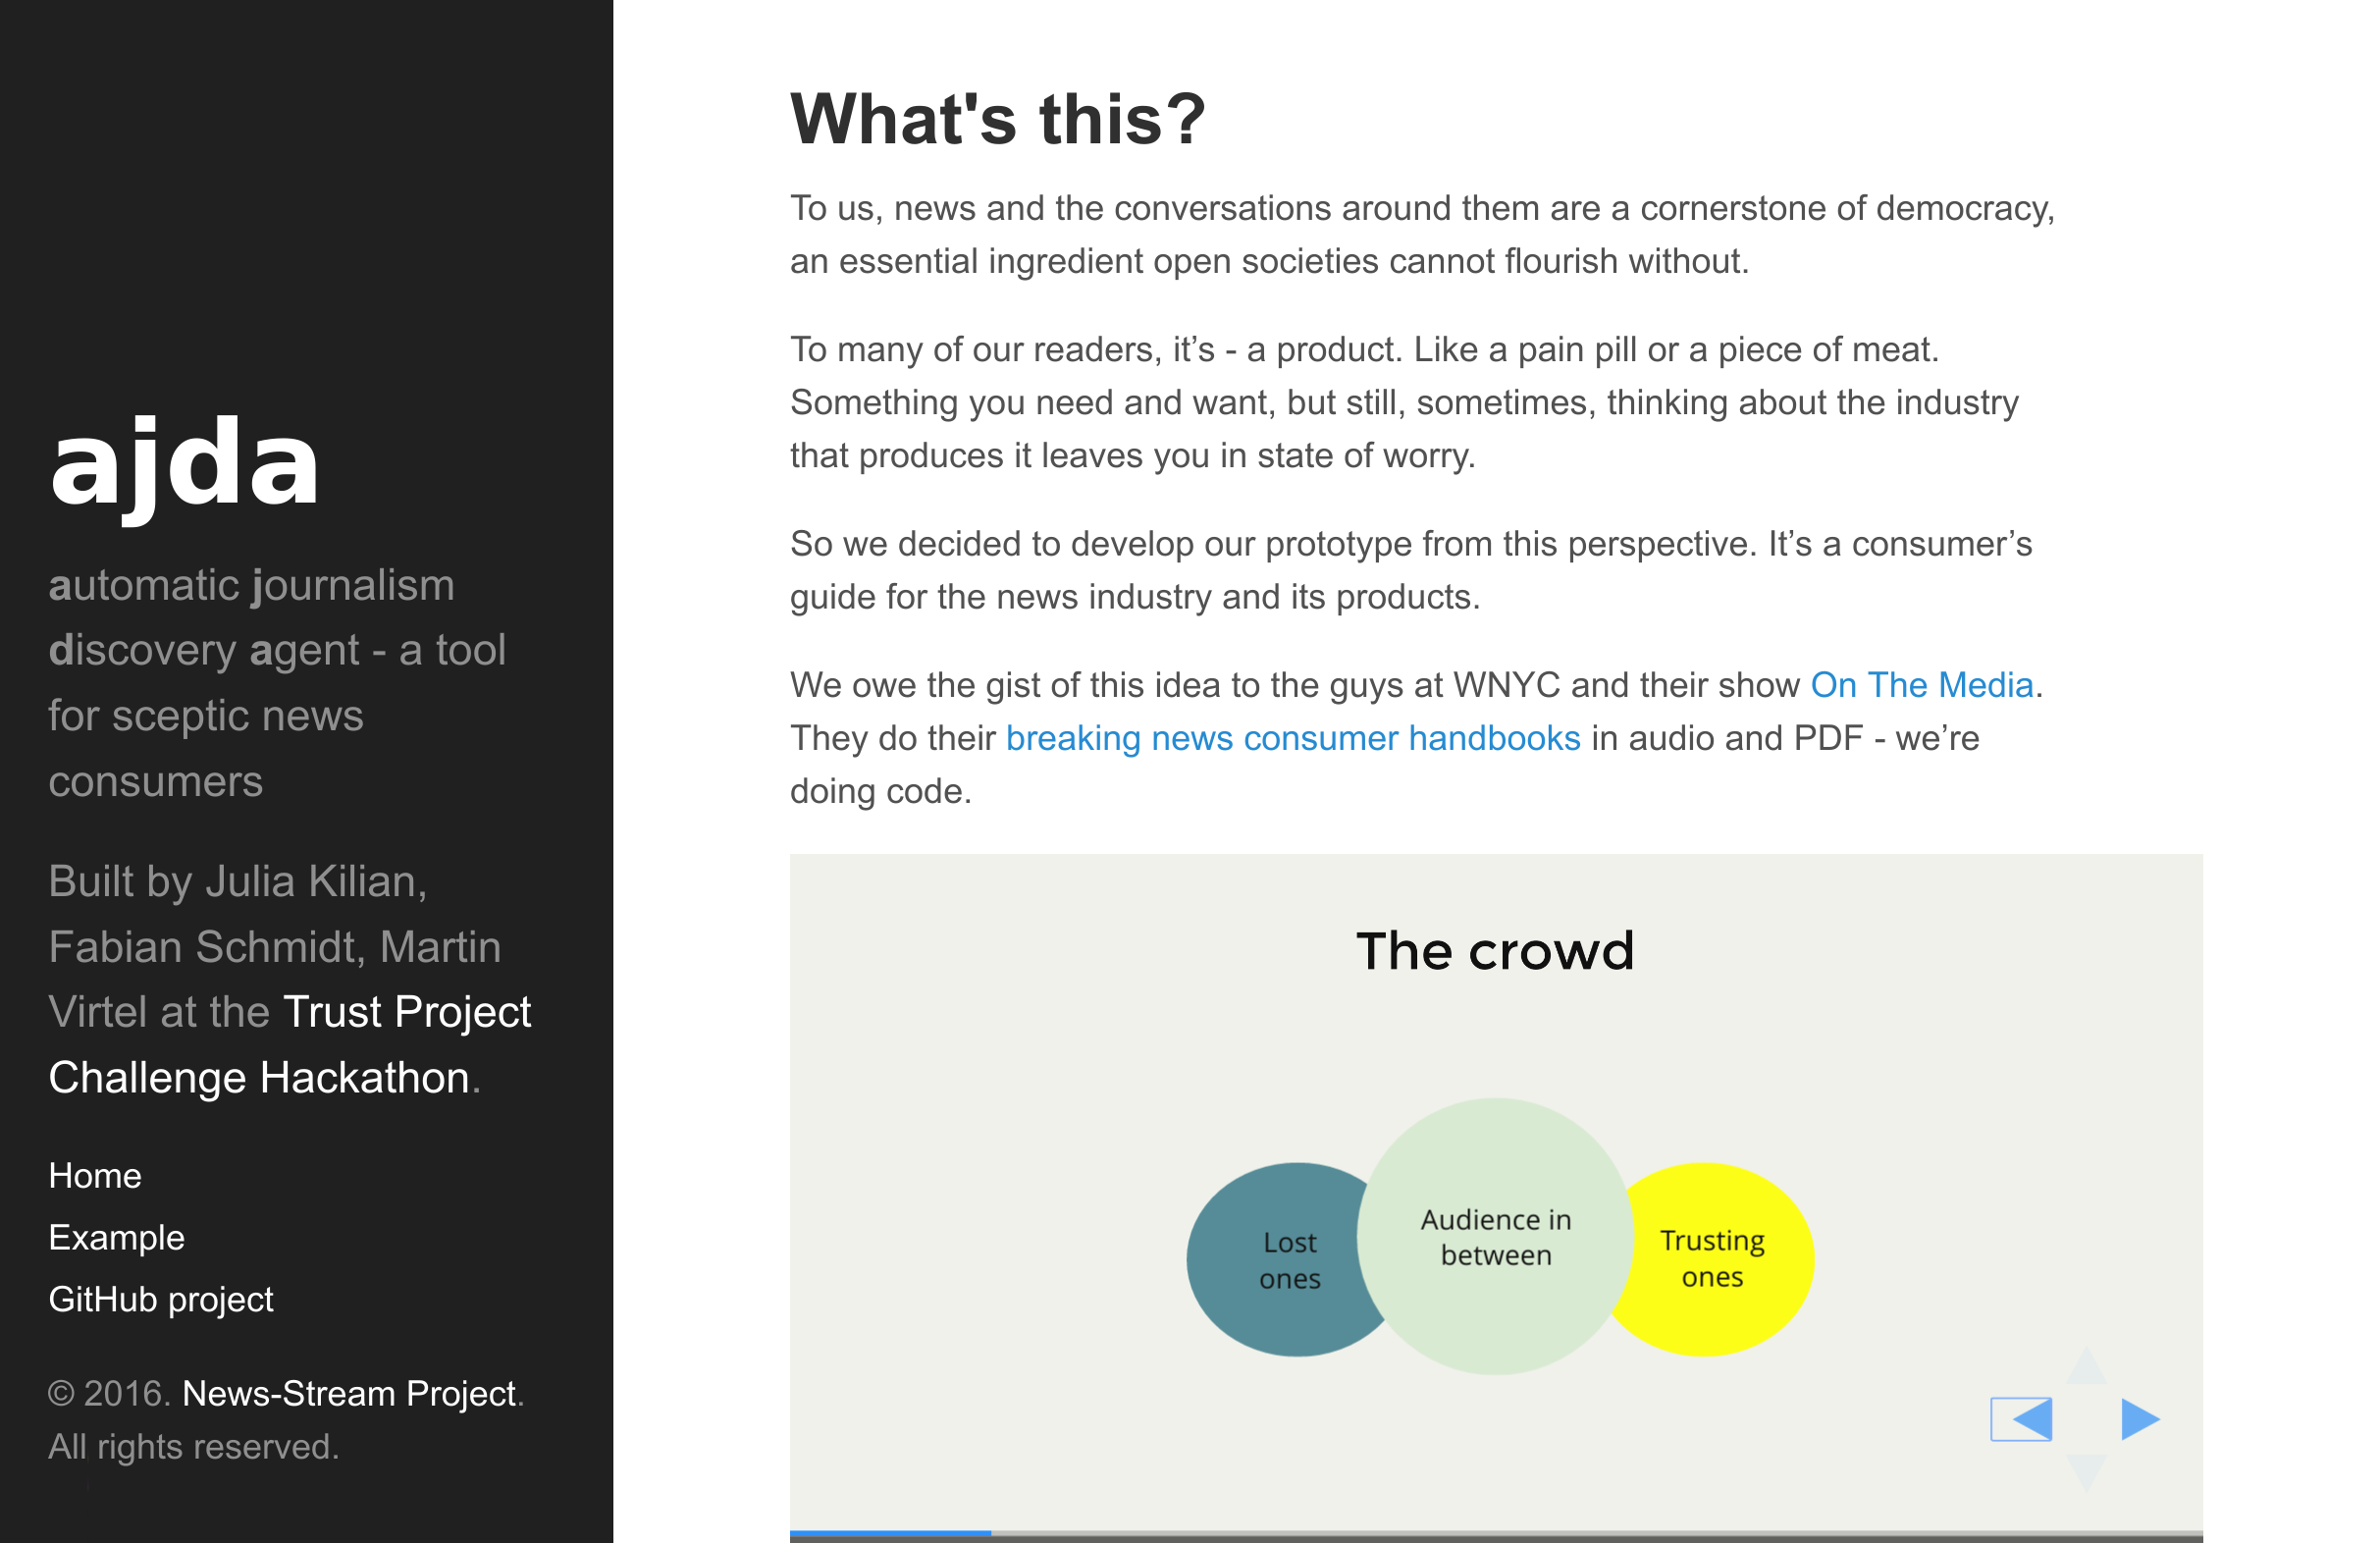 ajda
automatic journalism
discovery agent - a tool
for sceptic news
consumers
Built by Julia Kilian,
Fabian Schmidt, Martin
Virtel at the Trust Project
Challenge Hackathon.
Home
Example
GitHub project
© 2016. News-Stream Project.
All rights reserved.
What's this?
To us, news and the conversations around them are a cornerstone of democracy,
an essential ingredient open societies cannot flourish without.
To many of our readers, it’s - a product. Like a pain pill or a piece of meat.
Something you need and want, but still, sometimes, thinking about the industry
that produces it leaves you in state of worry.
So we decided to develop our prototype from this perspective. It’s a consumer’s
guide for the news industry and its products.
We owe the gist of this idea to the guys at WNYC and their show On The Media.
They do their breaking news consumer handbooks in audio and PDF - we’re
doing code.
The crowd
Lost
ones
Audience in
between
Trusting
ones